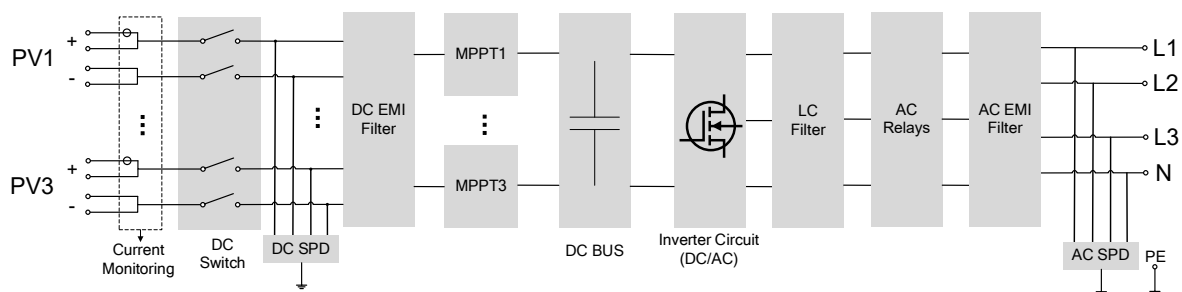 PV1
+
-
PV3
+
-
Current
Monitoring
DC
Switch
DC SPD
DC EMI
Filter
MPPT1
MPPT3
DC BUS
Inverter Circuit
(DC/AC)
LC
Filter
AC
Relays
AC EMI
Filter
L1
L2
L3
N
AC SPD
PE